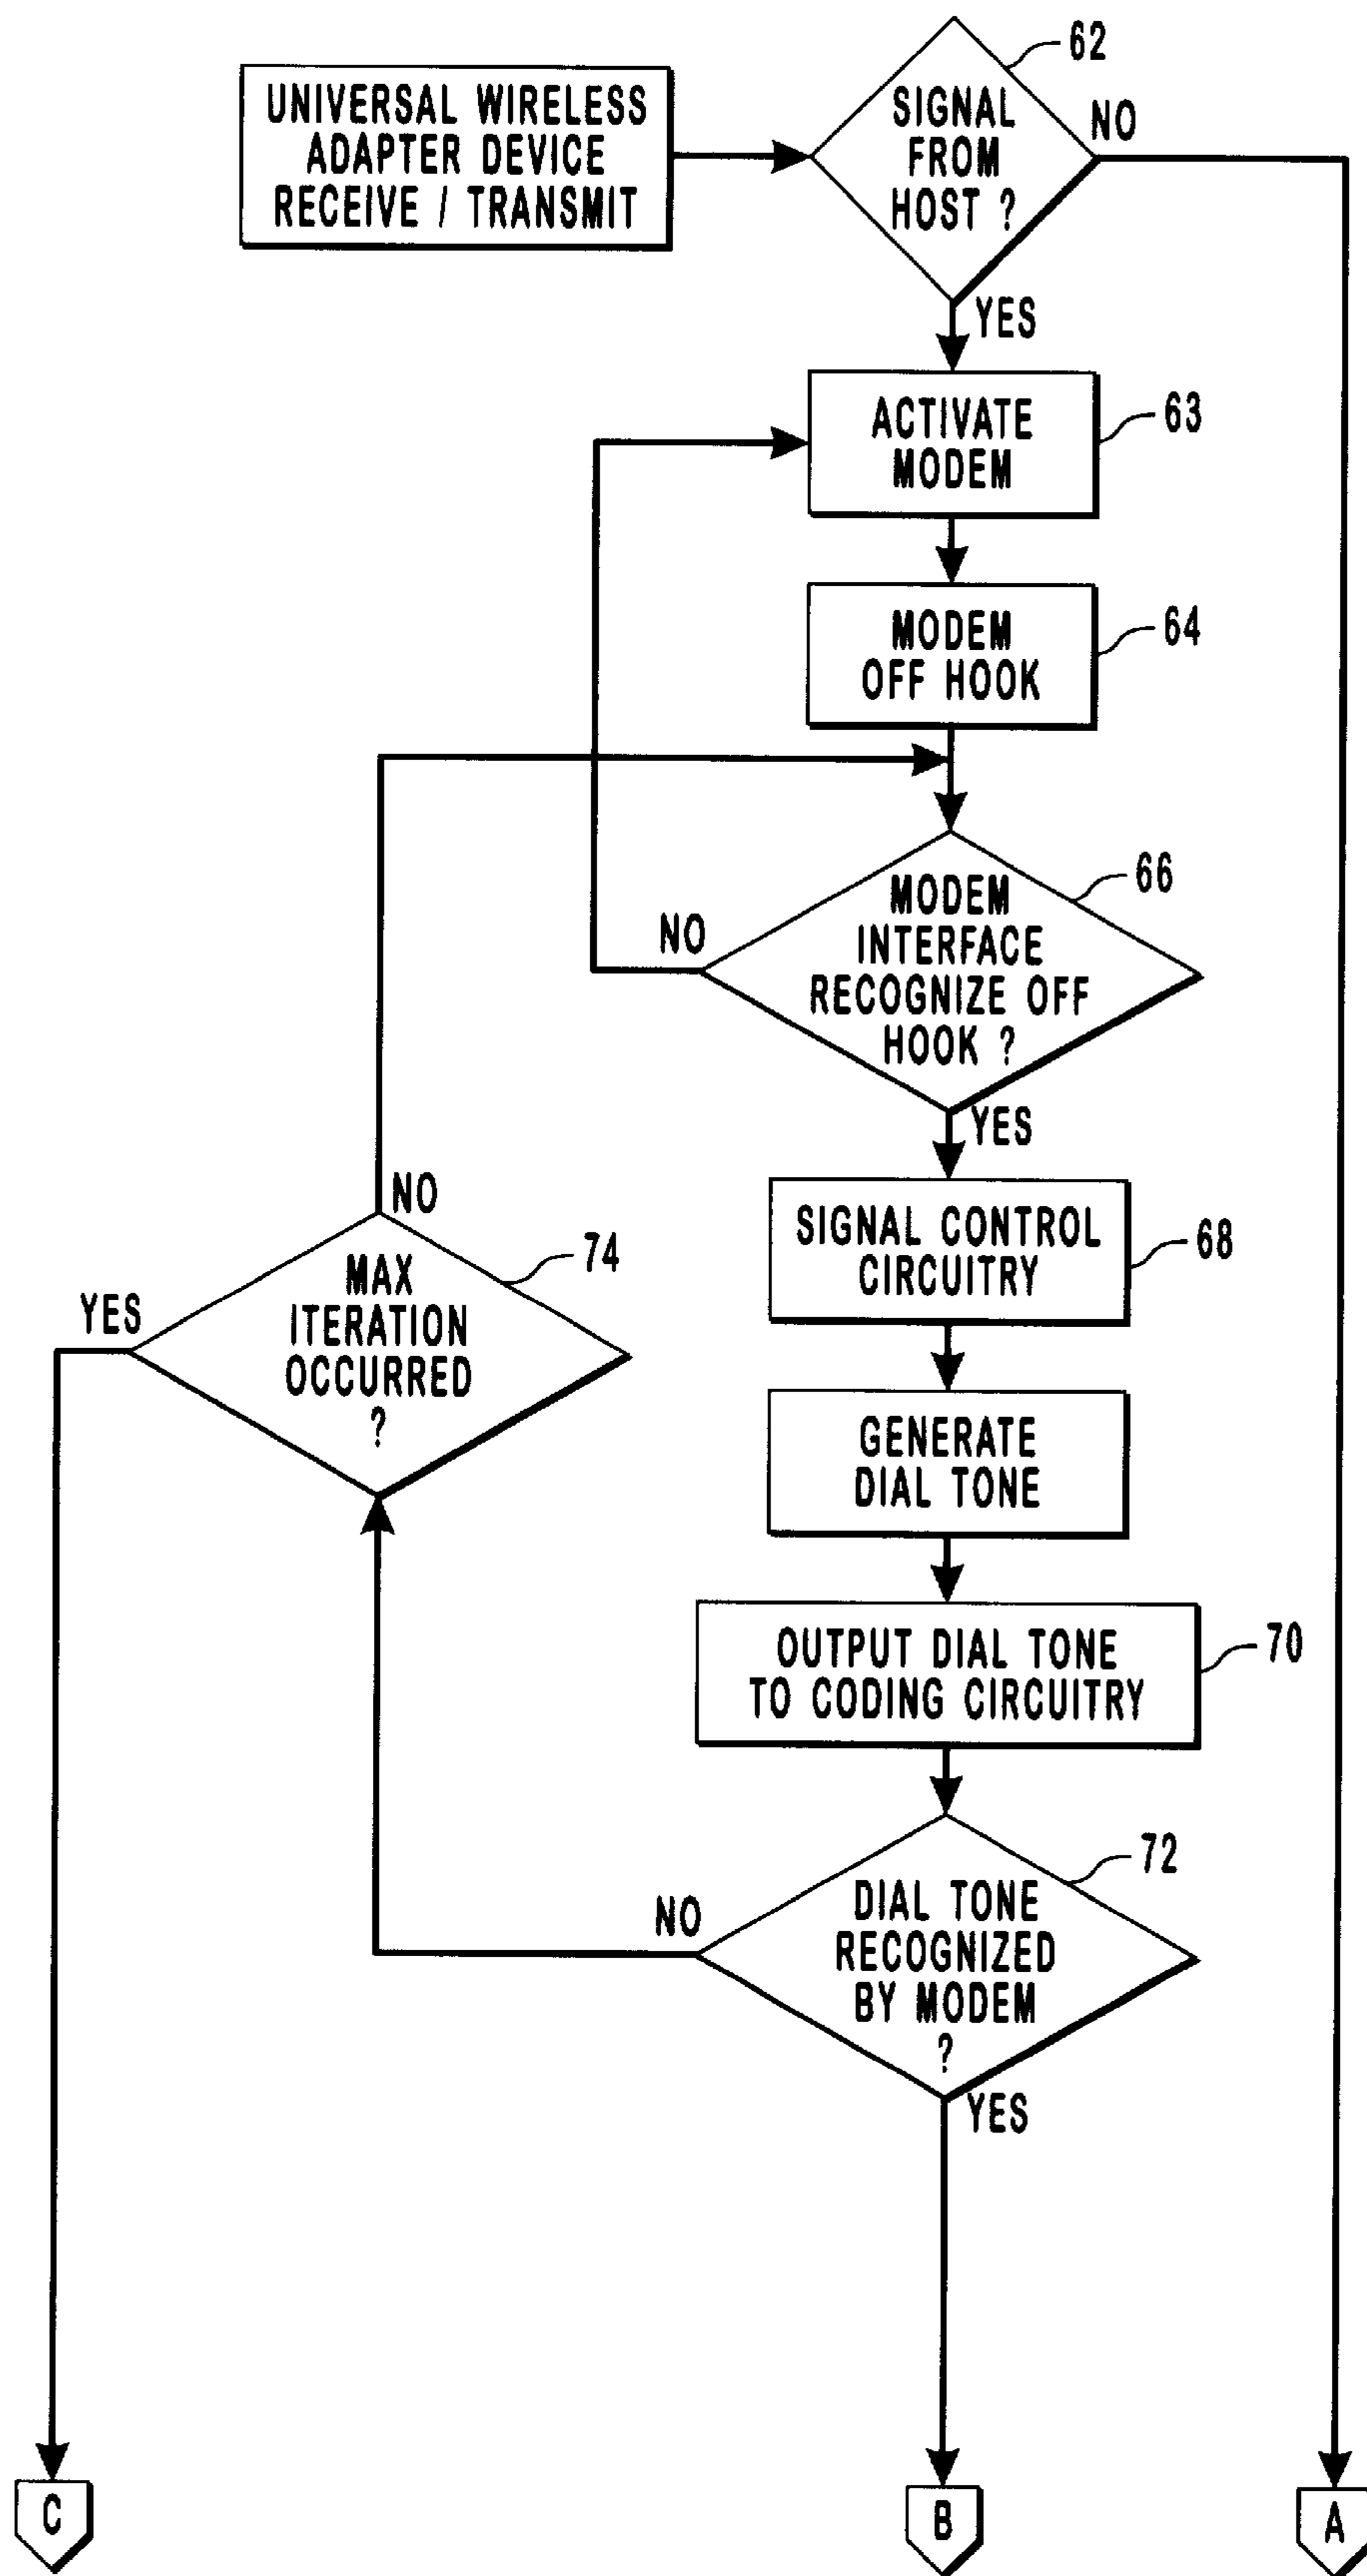 UNIVERSAL WIRELESS
ADAPTER DEVICE
RECEIVE / TRANSMIT
62
SIGNAL
FROM
HOST ?
NO
YES
ACTIVATE
MODEM
63
MODEM
OFF HOOK
64
66
MODEM
INTERFACE
RECOGNIZE OFF
HOOK ?
NO
YES
SIGNAL CONTROL
CIRCUITRY
68
NO
74
MAX
ITERATION
OCCURRED
?
YES
GENERATE
DIAL TONE
OUTPUT DIAL TONE
TO CODING CIRCUITRY
70
72
DIAL TONE
RECOGNIZED
BY MODEM
?
NO
YES
C
B
A